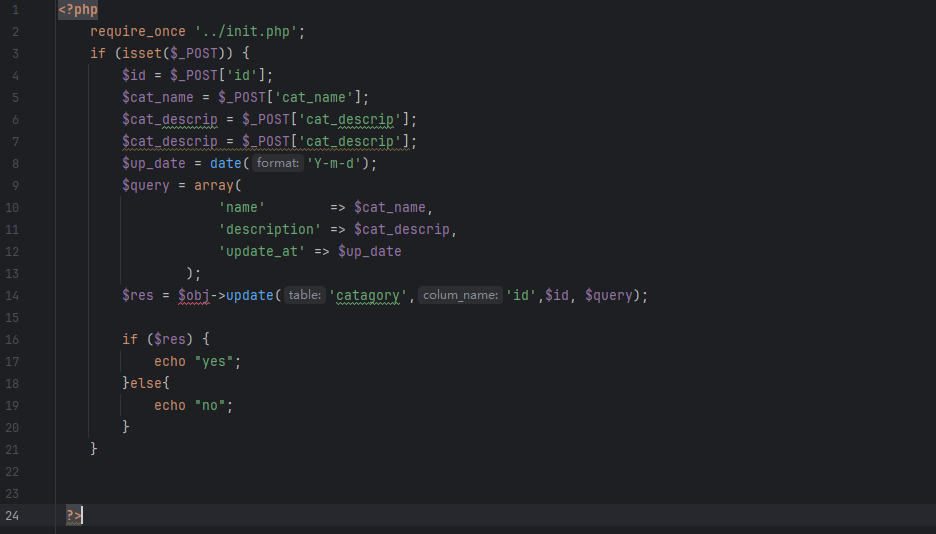 1 <?php
2 require_once '../init.php';
3 if (isset($_POST)) {
4 $id = $_POST['id'];
5 $cat_name = $_POST['cat_name'];
6 $cat_descrip = $_POST['cat_descrip'];
7 $cat_descrip = $_POST['cat_descrip'];
8 $up_date = date( format: 'Y-m-d');
9 $query = array(
10 'name' => $cat_name,
11 'description' => $cat_descrip,
12 'update_at' => $up_date
13 );
14 $res = $obj->update( table: 'catagory', colum_name: 'id',$id, $query);
15
16 if ($res) {
17 echo "yes";
18 }else{
19 echo "no";
20 }
21 }
22
23
24 ?>